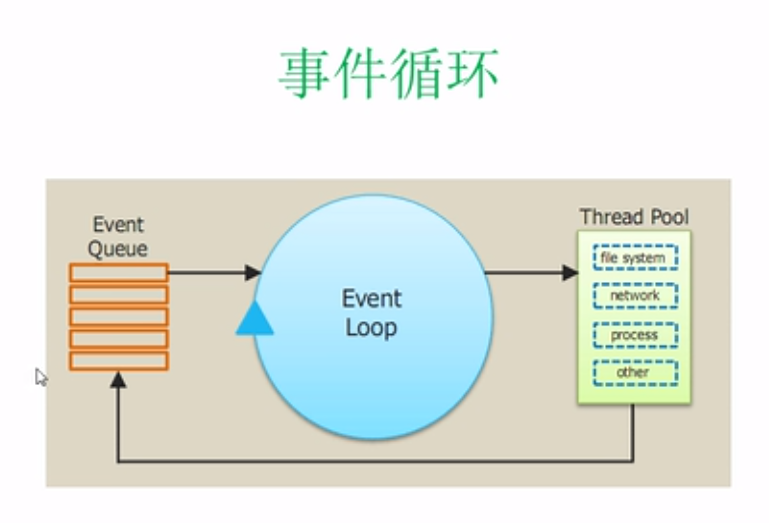 事件循环
Event
Queue
Event
Loop
Thread Pool
file system
network
process
other